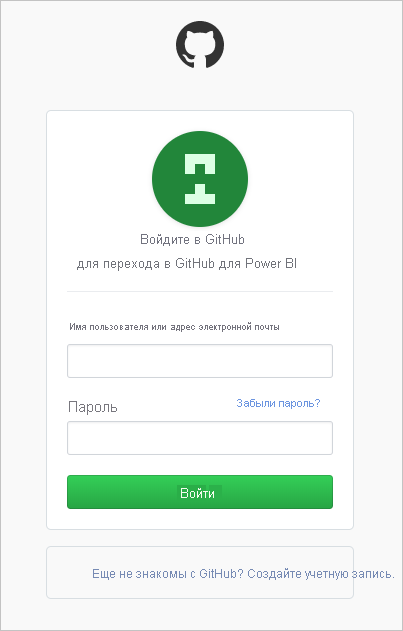 Войдите в GitHub
для перехода в GitHub для Power BI
Имя пользователя или адрес электронной почты
Пароль
Забыли пароль?
Войти
Еще не знакомы с GitHub? Создайте учетную запись.